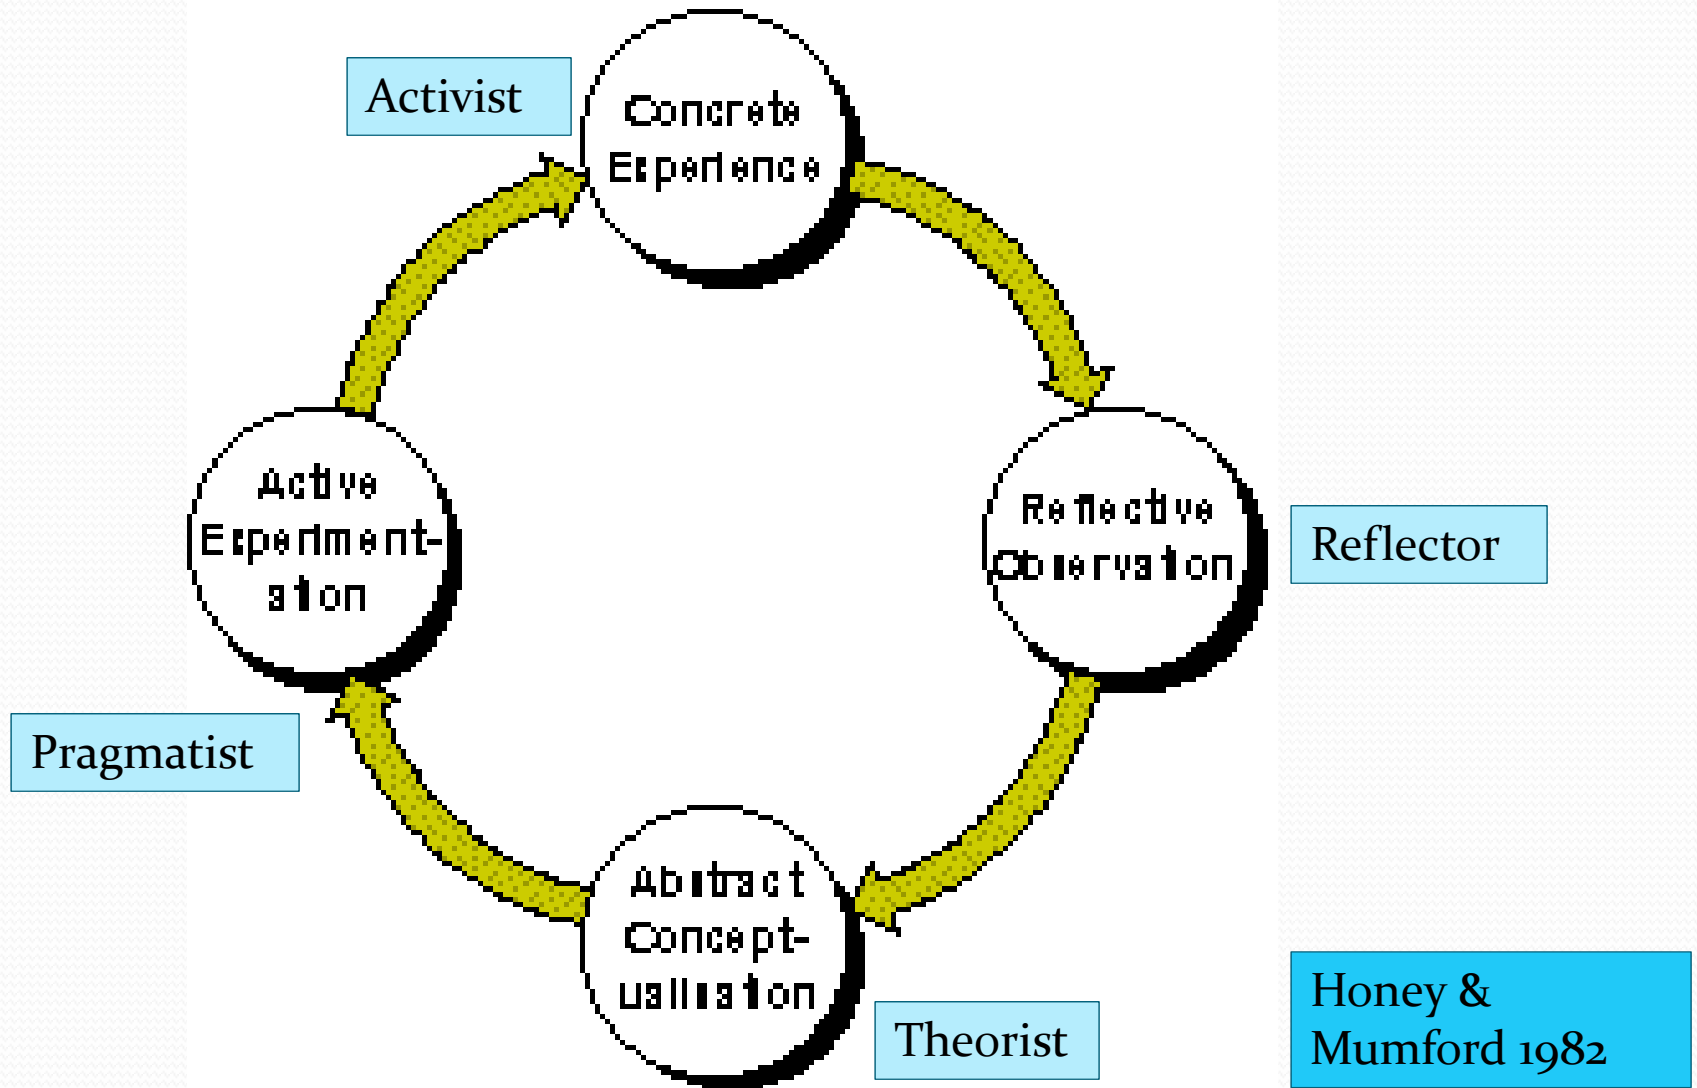 Activist
Concrete
Experience
Active
Experiment-
ation
Reflective
Observation
Reflector
Pragmatist
Abstract
Concept-
ualisation
Theorist
Honey &
Mumford 1982